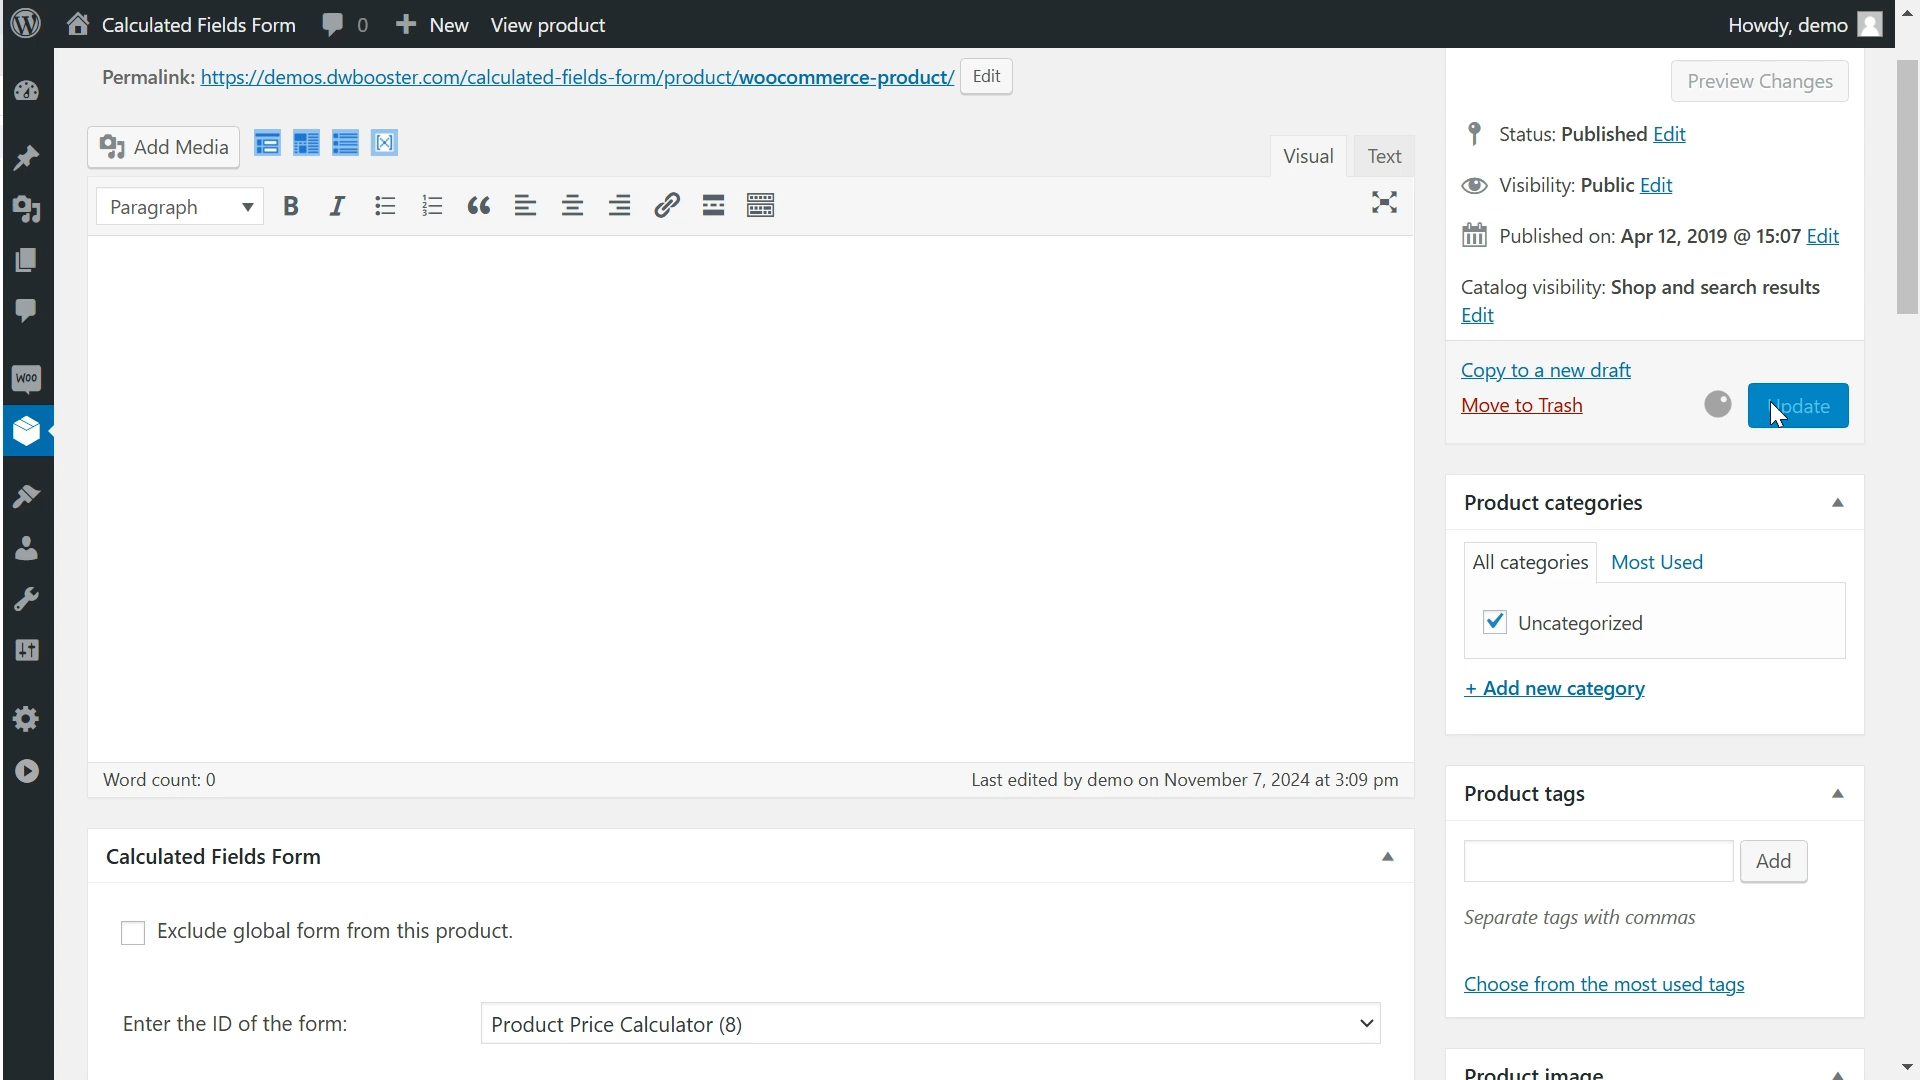 Calculated Fields Form 0 New View product Howdy, demo
Permalink: https://demos.dwbooster.com/calculated-fields-form/product/woocommerce-product/ Edit
Preview Changes
Add Media
Visual Text
Paragraph
Status: Published Edit
Visibility: Public Edit
Published on: Apr 12, 2019 @ 15:07 Edit
Catalog visibility: Shop and search results
Edit
Copy to a new draft
Move to Trash
Update
Woo
Product categories
All categories Most Used
Uncategorized
+ Add new category
Word count: 0 Last edited by demo on November 7, 2024 at 3:09 pm
Product tags
Add
Separate tags with commas
Choose from the most used tags
Calculated Fields Form
Exclude global form from this product.
Enter the ID of the form: Product Price Calculator (8)
Product image